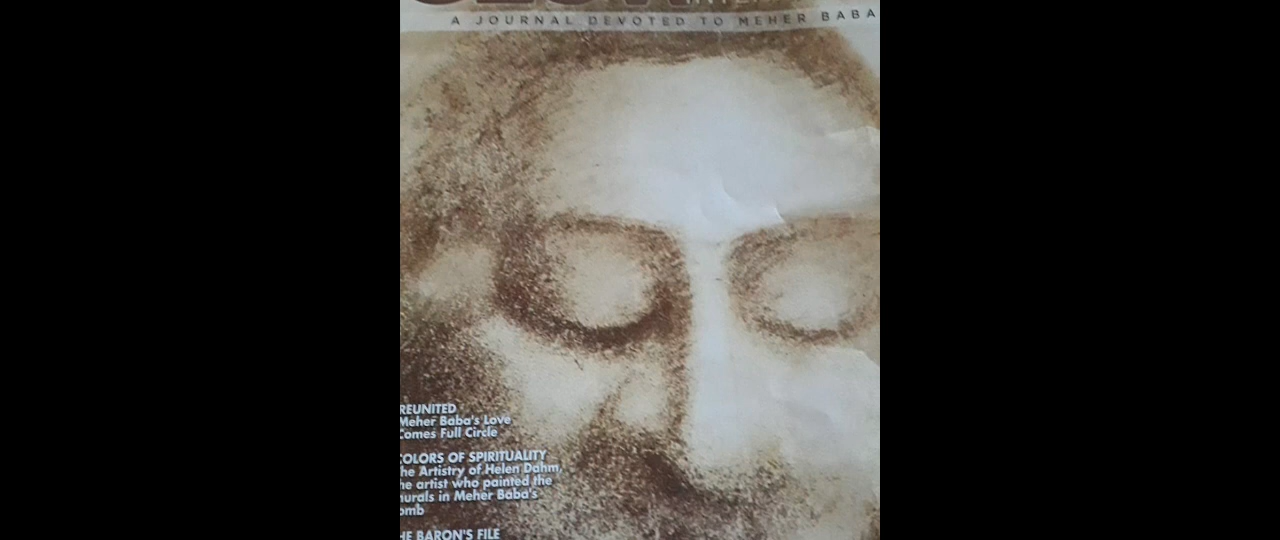 A JOURNAL DEVOTED TO MEHER BABA
REUNITED
Meher Baba's Love
Comes Full Circle
COLORS OF SPIRITUALITY
he Artistry of Helen Dahm,
he artist who painted the
nurals in Meher Baba's
omb
HE BARON'S FILE